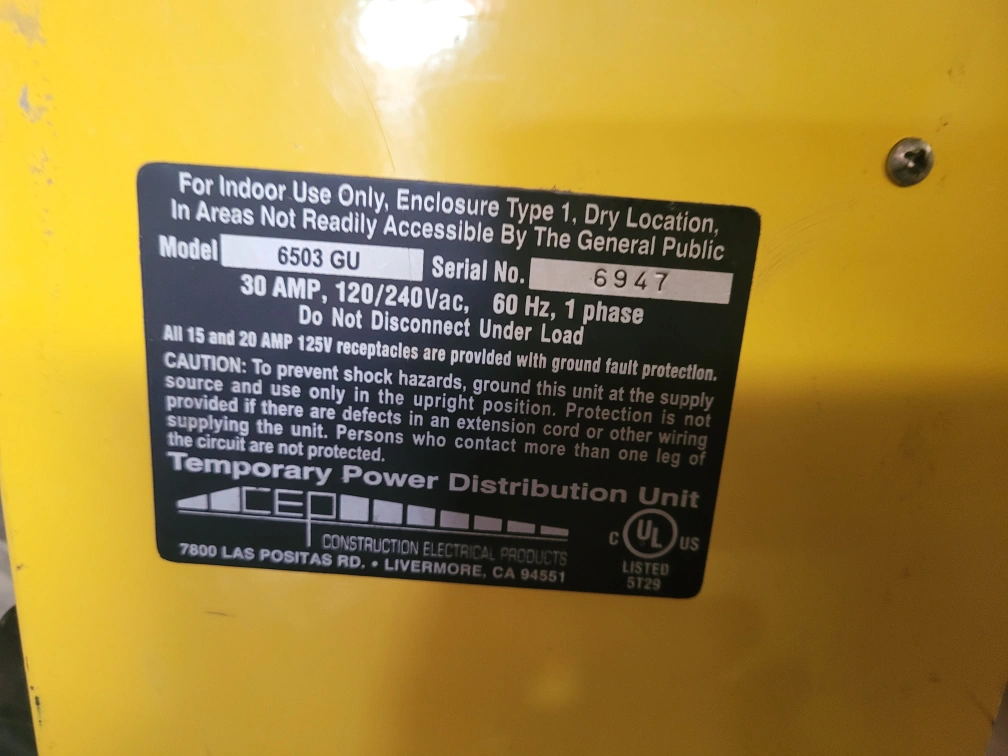 For Indoor Use Only, Enclosure Type 1, Dry Location,
In Areas Not Readily Accessible By The General Public
Model 6503 GU Serial No. 6947
30 AMP, 120/240Vac, 60 Hz, 1 phase
Do Not Disconnect Under Load
All 15 and 20 AMP 125V receptacles are provided with ground fault protection.
CAUTION: To prevent shock hazards, ground this unit at the supply
source and use only in the upright position. Protection is not
provided if there are defects in an extension cord or other wiring
supplying the unit. Persons who contact more than one leg of
the circuit are not protected.
Temporary Power Distribution Unit
CEP
CONSTRUCTION ELECTRICAL PRODUCTS
7800 LAS POSITAS RD. • LIVERMORE, CA 94551
C UL US
LISTED
5T29